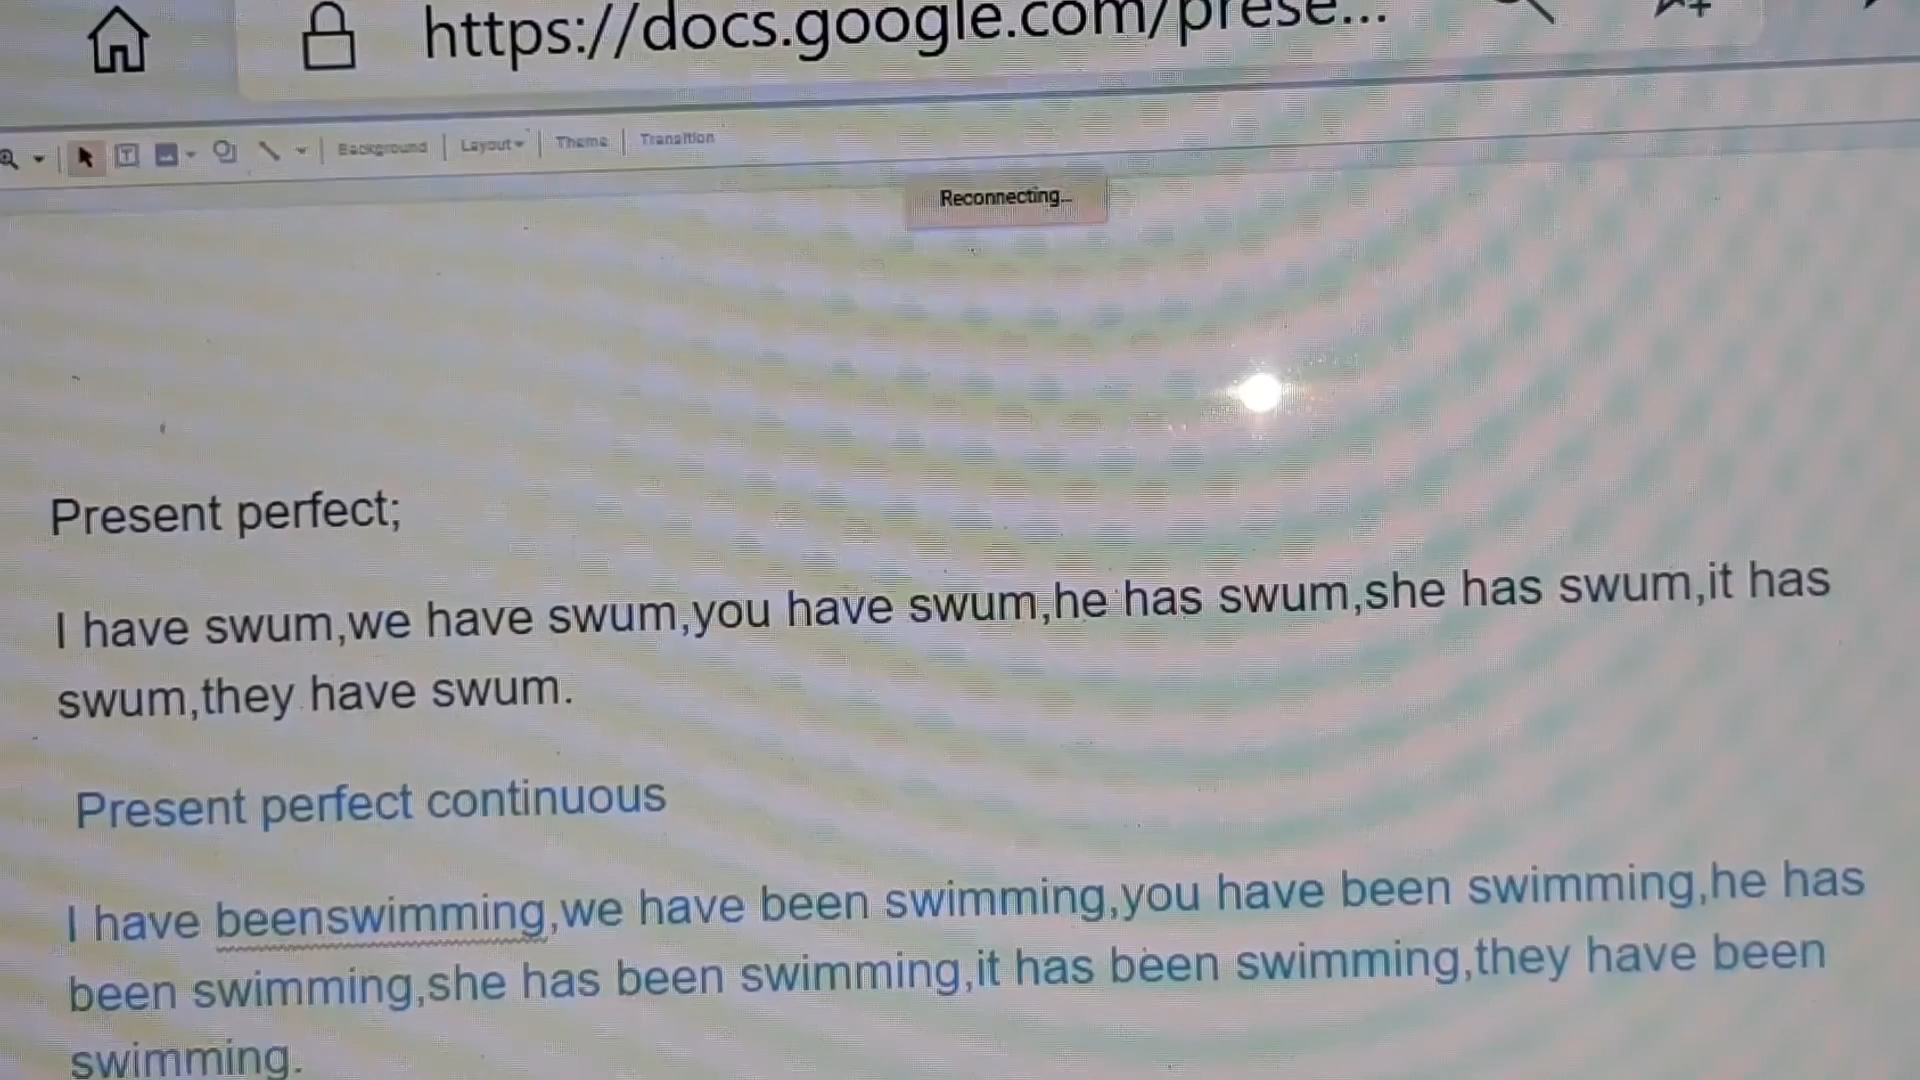 https://docs.google.com/prese...
Background Layout Theme Transition
Reconnecting...
Present perfect;
I have swum,we have swum,you have swum,he has swum,she has swum,it has
swum,they have swum.
Present perfect continuous
I have beenswimming,we have been swimming,you have been swimming,he has
been swimming,she has been swimming,it has been swimming,they have been
swimming.